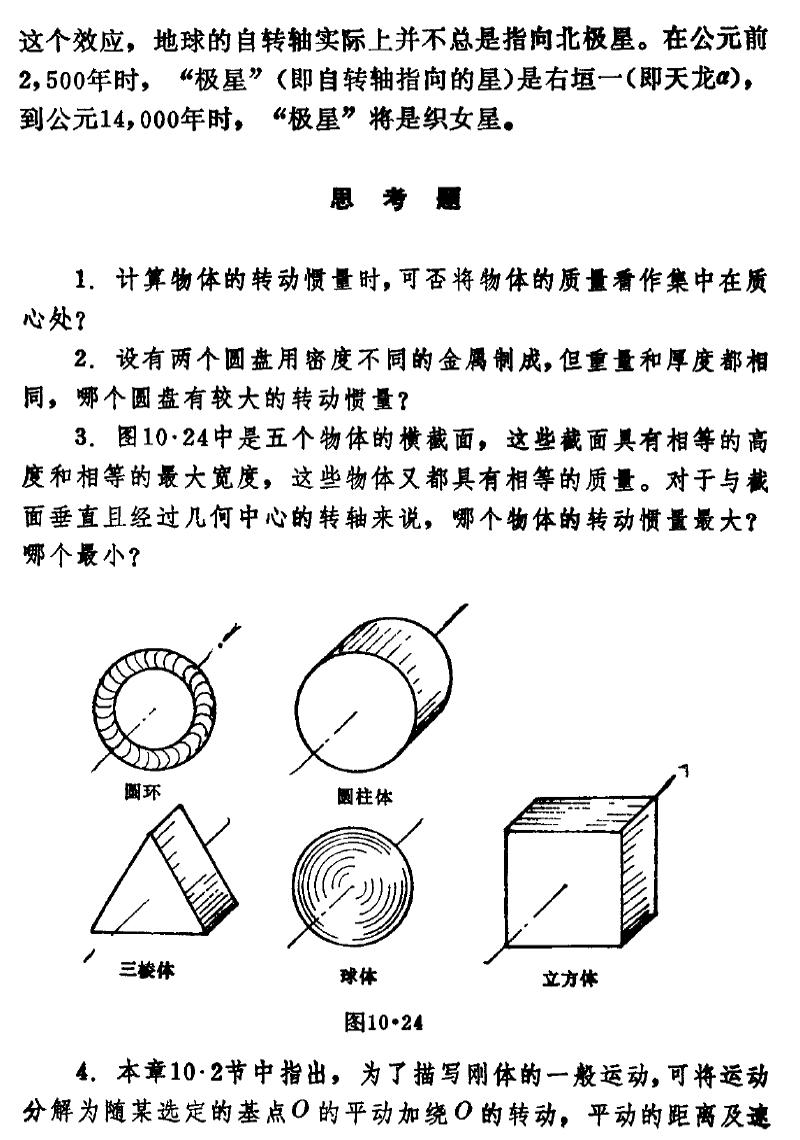 这个效应，地球的自转轴实际上并不总是指向北极星。在公元前
2,500年时，“极星”（即自转轴指向的星）是右垣一（即天龙α），
到公元14,000年时，“极星”将是织女星。
思 考 题
1．计算物体的转动惯量时，可否将物体的质量看作集中在质
心处？
2．设有两个圆盘用密度不同的金属制成，但重量和厚度都相
同，哪个圆盘有较大的转动惯量？
3．图10·24中是五个物体的横截面，这些截面具有相等的高
度和相等的最大宽度，这些物体又都具有相等的质量。对于与截
面垂直且经过几何中心的转轴来说，哪个物体的转动惯量最大？
哪个最小？
圆环
圆柱体
三棱体
球体
立方体
图10·24
4．本章10·2节中指出，为了描写刚体的一般运动，可将运动
分解为随某选定的基点O的平动加绕O的转动，平动的距离及速